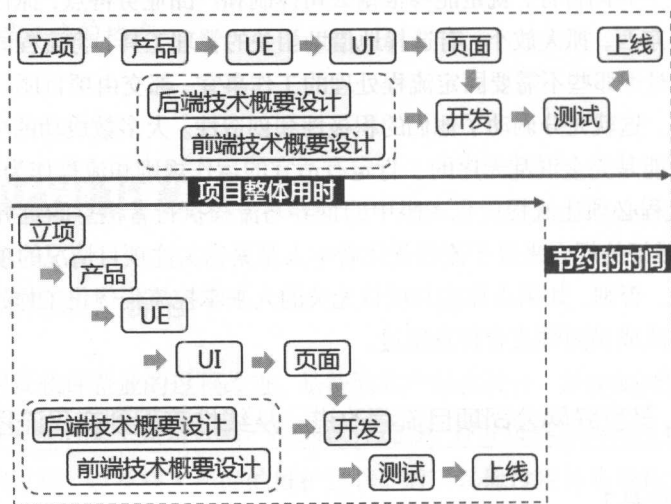 立项 产品 UE UI 页面 上线
后端技术概要设计 开发 测试
前端技术概要设计
项目整体用时
立项
产品
节约的时间
UE
UI 页面
后端技术概要设计 开发
前端技术概要设计 测试 上线